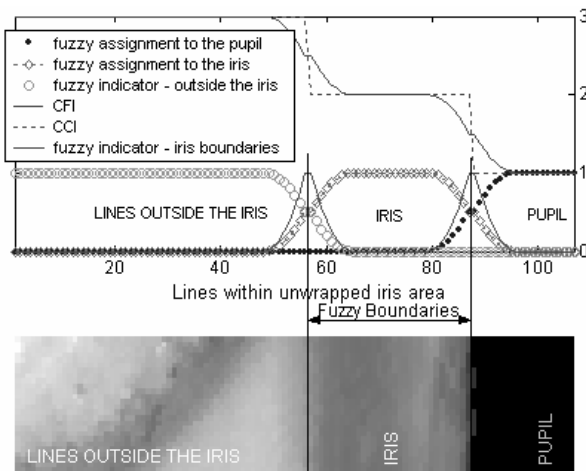 fuzzy assignment to the pupil
fuzzy assignment to the iris
fuzzy indicator - outside the iris
CFI
CCI
fuzzy indicator - iris boundaries
3
2
1
0
LINES OUTSIDE THE IRIS
IRIS
PUPIL
20
40
60
80
100
Lines within unwrapped iris area
Fuzzy Boundaries
LINES OUTSIDE THE IRIS
IRIS
PUPIL